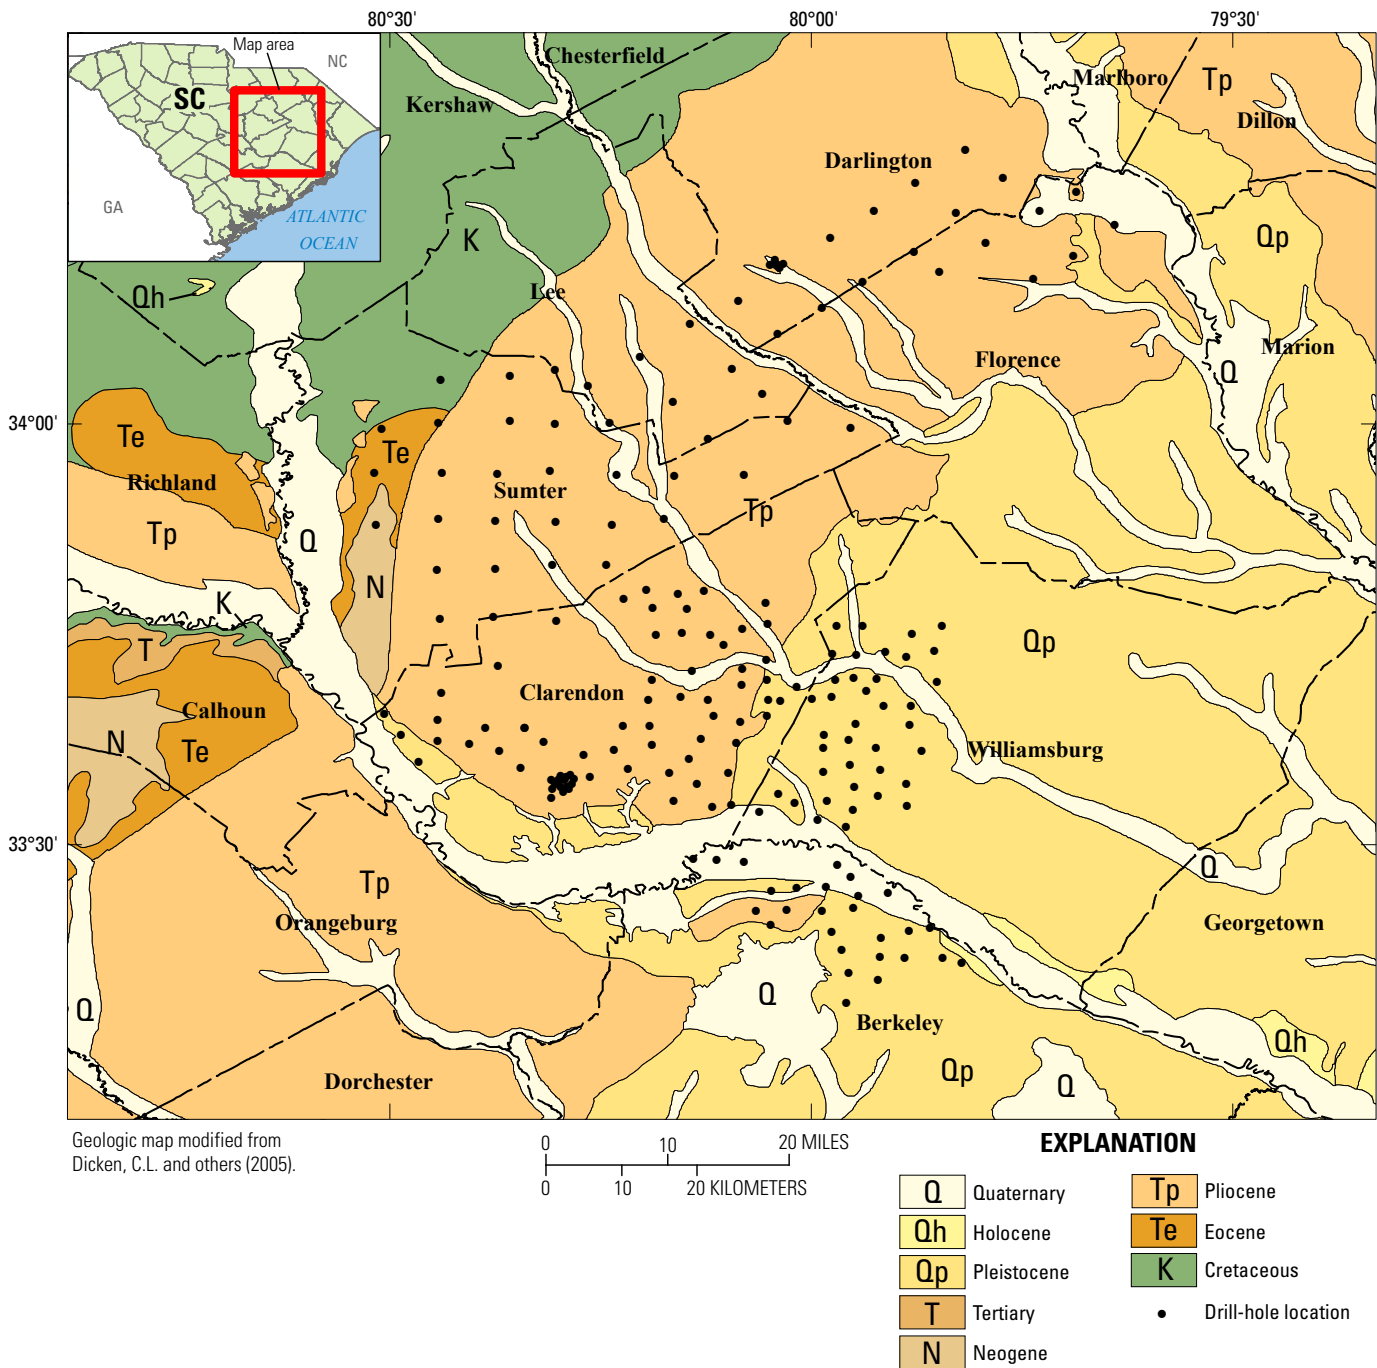 80°30'
80°00'
79°30'
Map area
NC
SC
GA
ATLANTIC
OCEAN
Chesterfield
Kershaw
Marlboro
Tp
Dillon
Darlington
K
Qp
Qh
Lee
Marion
Florence
Q
34°00'
Te
Te
Richland
Sumter
Tp
Tp
Q
N
K
T
Qp
Clarendon
Calhoun
N
Te
Williamsburg
33°30'
Q
Tp
Orangeburg
Georgetown
Q
Q
Berkeley
Qh
Qp
Q
Dorchester
Geologic map modified from
Dicken, C.L. and others (2005).
0 10 20 MILES
0 10 20 KILOMETERS
EXPLANATION
Q Quaternary
Qh Holocene
Qp Pleistocene
T Tertiary
N Neogene
Tp Pliocene
Te Eocene
K Cretaceous
Drill-hole location